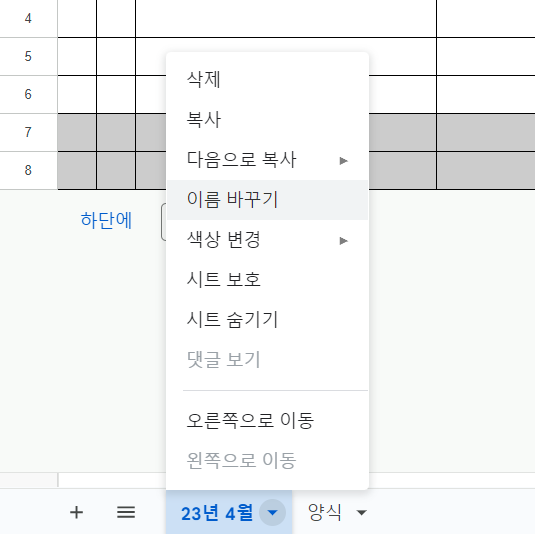 4
5
6
7
8
삭제
복사
다음으로 복사
이름 바꾸기
하단에
색상 변경
시트 보호
시트 숨기기
댓글 보기
오른쪽으로 이동
왼쪽으로 이동
23년 4월
양식